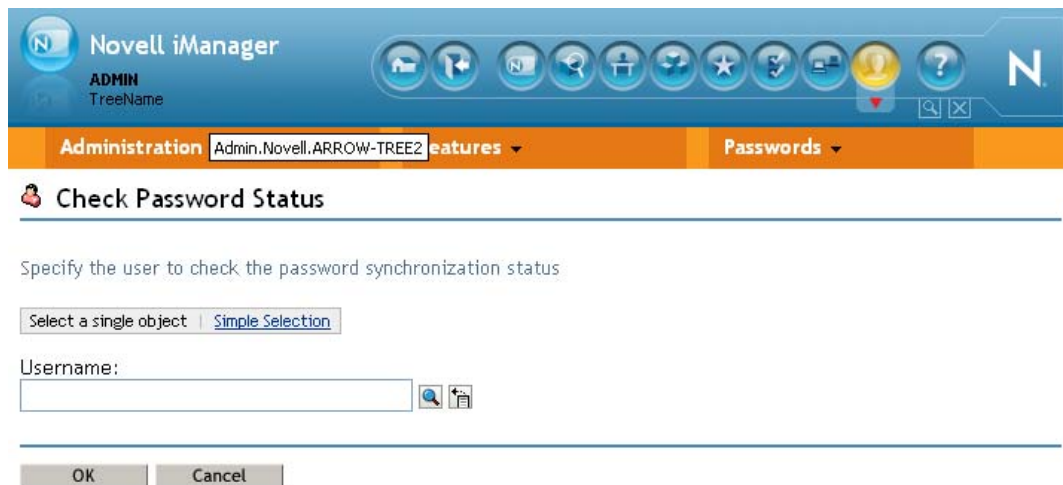 Novell iManager
ADMIN
TreeName
N
?
N
Administration
Admin.Novell.ARROW-TREE2
eatures
Passwords
Check Password Status
Specify the user to check the password synchronization status
Select a single object | Simple Selection
Username:
OK Cancel